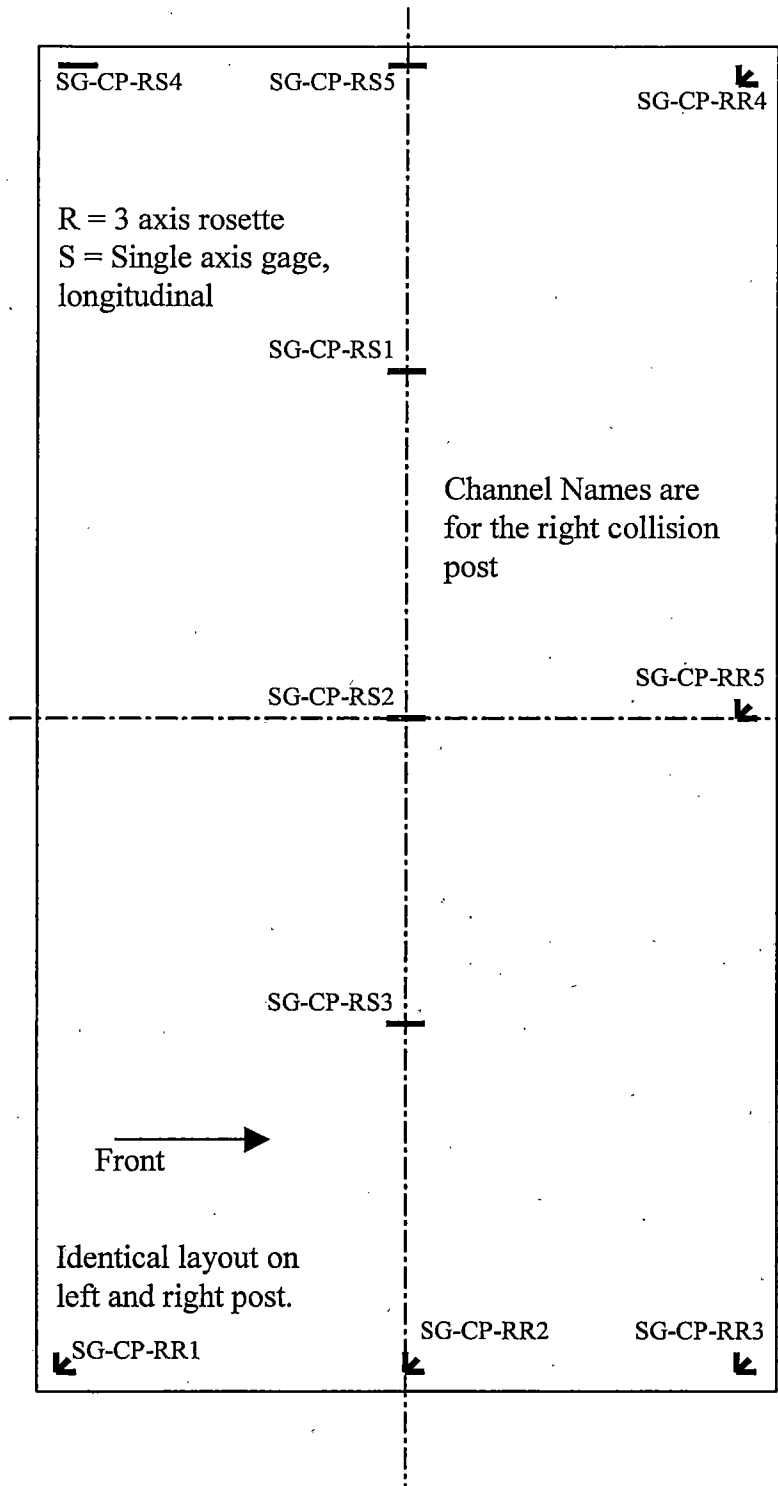 SG-CP-RS4
SG-CP-RS5
SG-CP-RR4
R = 3 axis rosette
S = Single axis gage,
longitudinal
SG-CP-RS1
Channel Names are
for the right collision
post
SG-CP-RR5
SG-CP-RS2
SG-CP-RS3
Front
Identical layout on
left and right post.
SG-CP-RR1
SG-CP-RR2
SG-CP-RR3